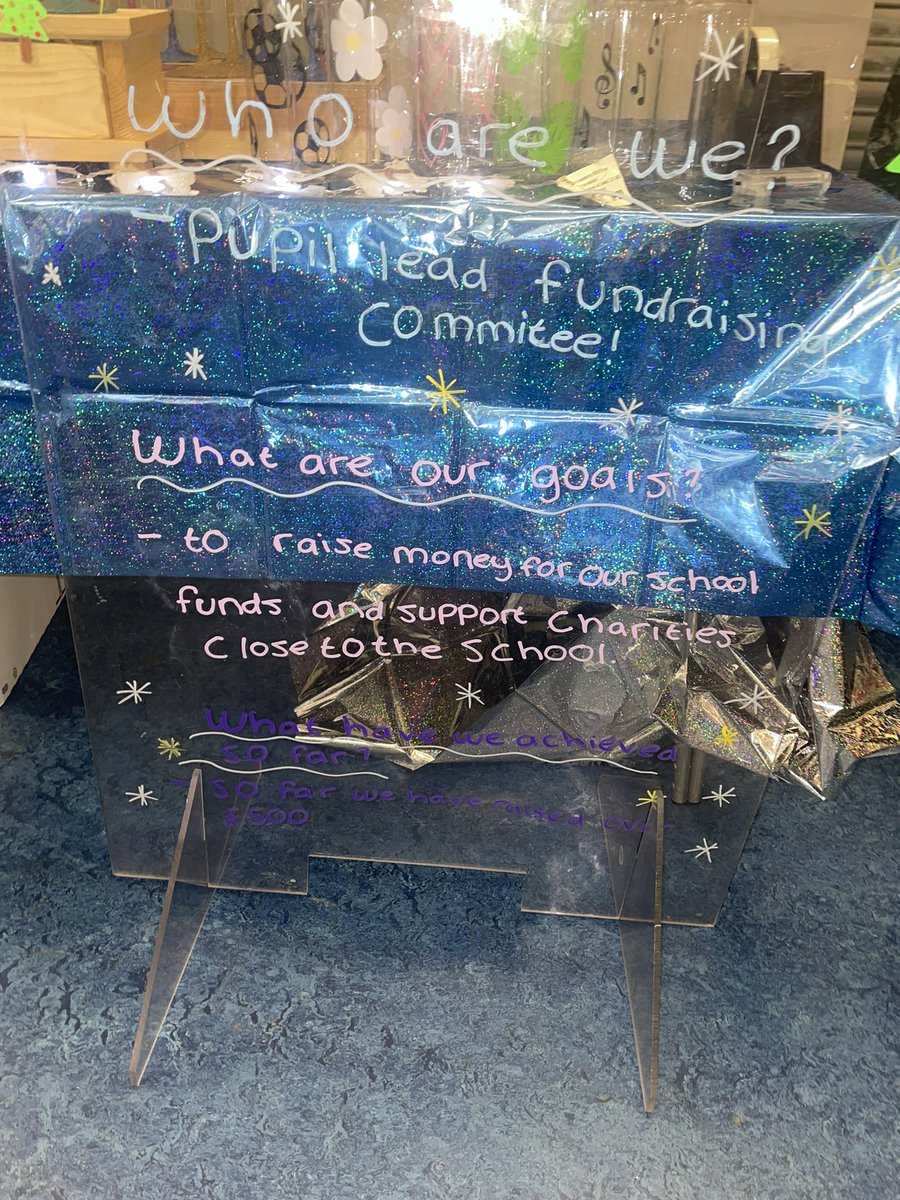 Who are we?
- Pupil lead fundraising
Commitee!
What are our goals?
- to raise money for our school
funds and support Charities
Close to the School.
What have we achieved
so far?
- So far we have raised over
£500